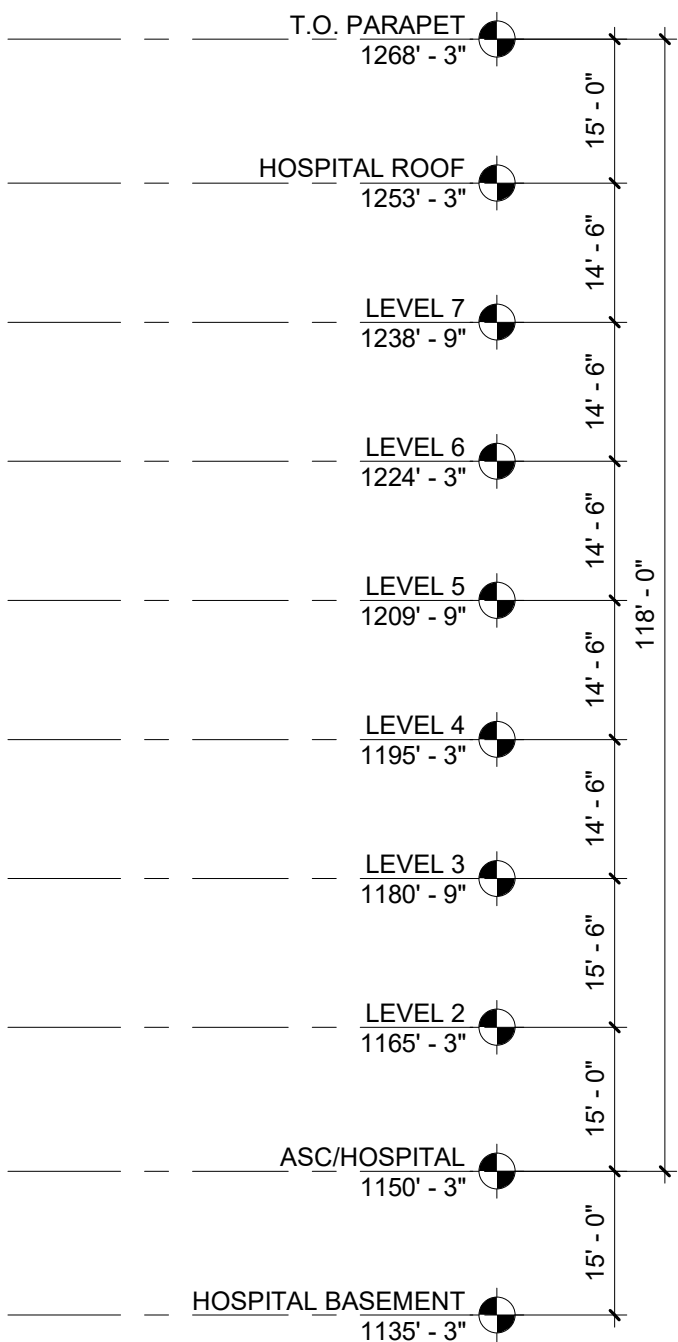 T.O. PARAPET
1268' - 3"
15' - 0"
HOSPITAL ROOF
1253' - 3"
14' - 6"
LEVEL 7
1238' - 9"
14' - 6"
LEVEL 6
1224' - 3"
14' - 6"
LEVEL 5
1209' - 9"
118' - 0"
14' - 6"
LEVEL 4
1195' - 3"
14' - 6"
LEVEL 3
1180' - 9"
15' - 6"
LEVEL 2
1165' - 3"
15' - 0"
ASC/HOSPITAL
1150' - 3"
15' - 0"
HOSPITAL BASEMENT
1135' - 3"